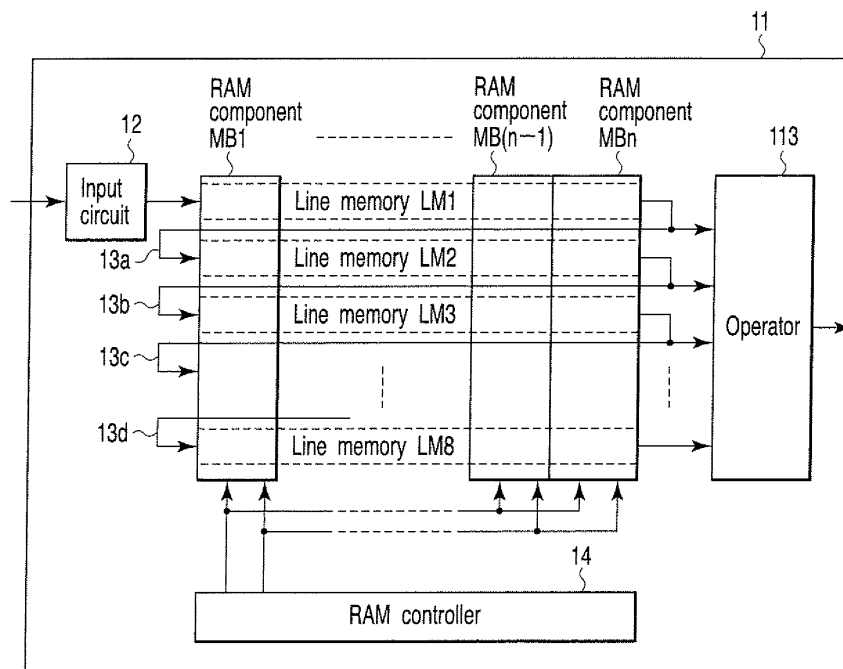 11
RAM
component
MB1
RAM
component
MB(n−1)
RAM
component
MBn
12
113
Input
circuit
Line memory LM1
13a
Line memory LM2
13b
Line memory LM3
Operator
13c
13d
Line memory LM8
14
RAM controller